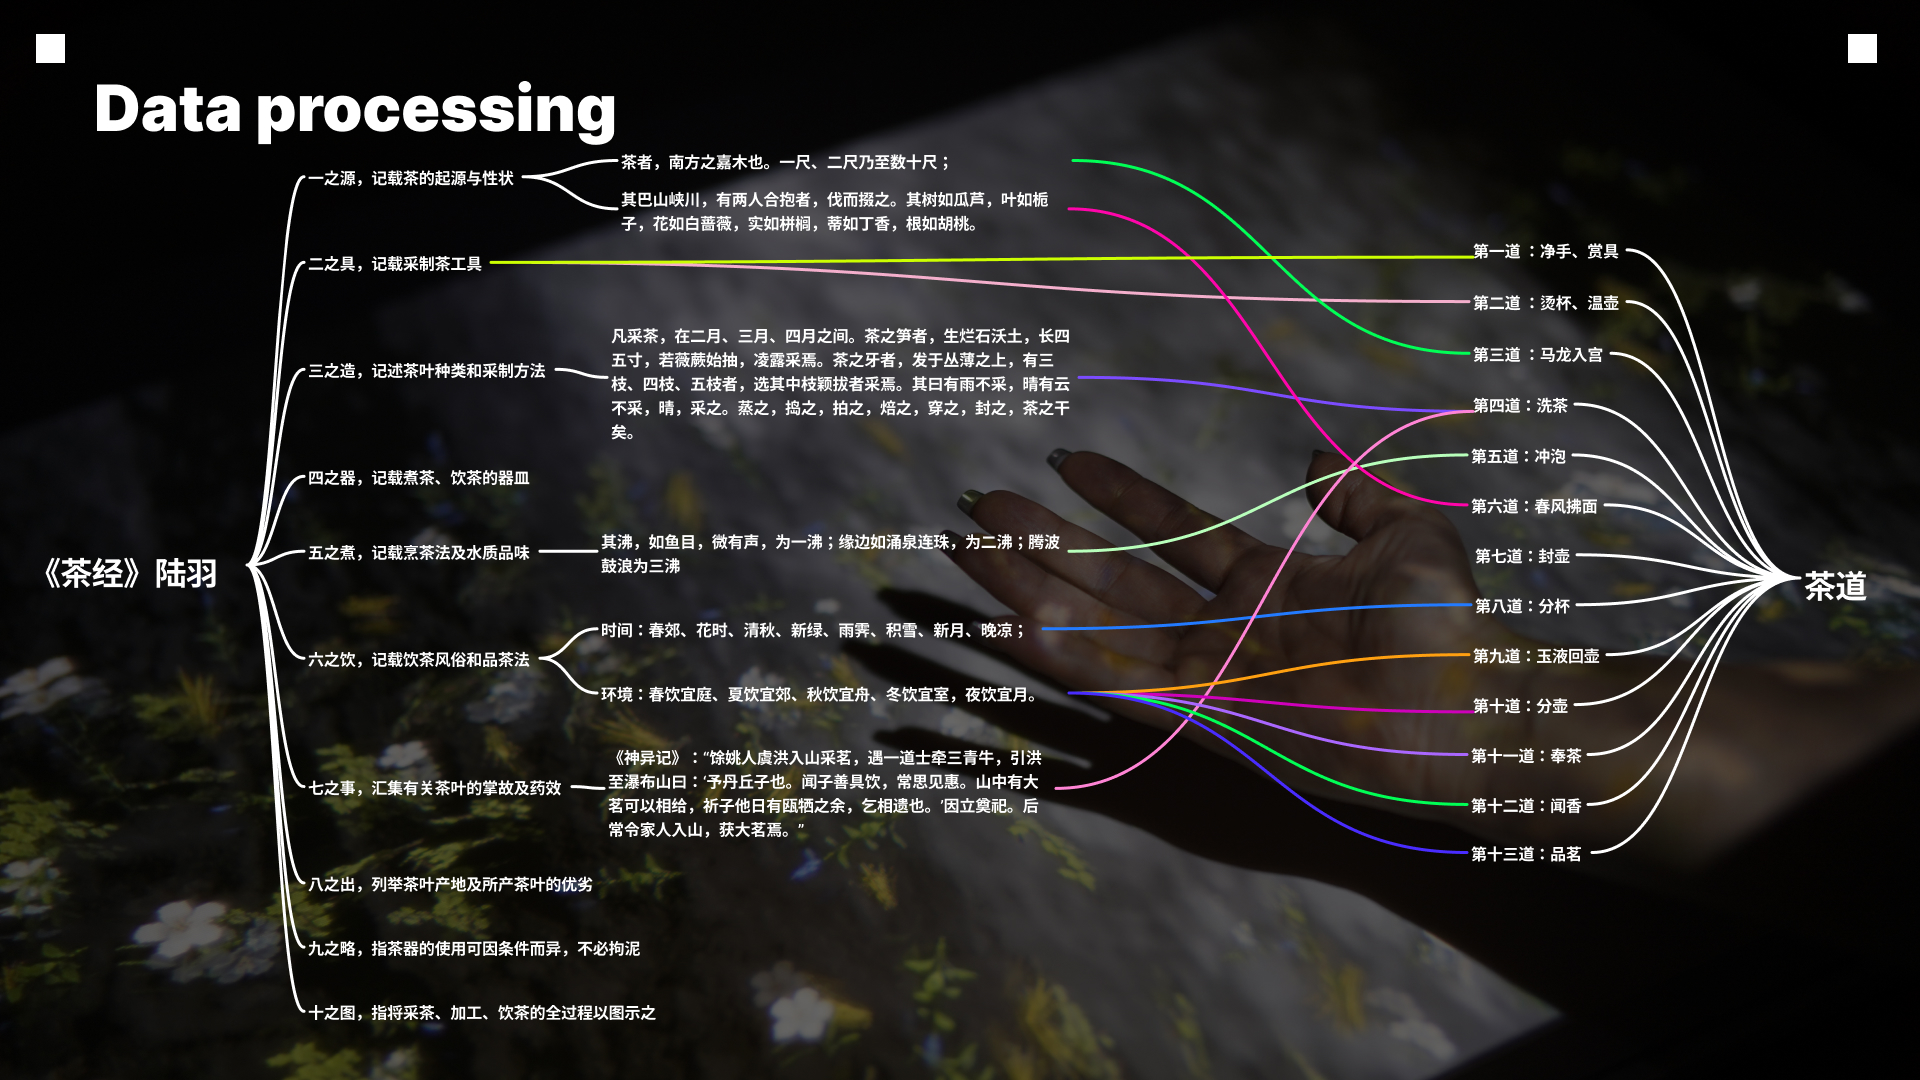 Data processing
《茶经》陆羽
一之源，记载茶的起源与性状
茶者，南方之嘉木也。一尺、二尺乃至数十尺；
其巴山峡川，有两人合抱者，伐而掇之。其树如瓜芦，叶如栀
子，花如白蔷薇，实如栟榈，蒂如丁香，根如胡桃。
二之具，记载采制茶工具
三之造，记述茶叶种类和采制方法
凡采茶，在二月、三月、四月之间。茶之笋者，生烂石沃土，长四
五寸，若薇蕨始抽，凌露采焉。茶之牙者，发于丛薄之上，有三
枝、四枝、五枝者，选其中枝颖拔者采焉。其曰有雨不采，晴有云
不采，晴，采之。蒸之，捣之，拍之，焙之，穿之，封之，茶之干
矣。
四之器，记载煮茶、饮茶的器皿
五之煮，记载烹茶法及水质品味
其沸，如鱼目，微有声，为一沸；缘边如涌泉连珠，为二沸；腾波
鼓浪为三沸
六之饮，记载饮茶风俗和品茶法
时间：春郊、花时、清秋、新绿、雨霁、积雪、新月、晚凉；
环境：春饮宜庭、夏饮宜郊、秋饮宜舟、冬饮宜室，夜饮宜月。
七之事，汇集有关茶叶的掌故及药效
《神异记》：“馀姚人虞洪入山采茗，遇一道士牵三青牛，引洪
至瀑布山曰：‘予丹丘子也。闻子善具饮，常思见惠。山中有大
茗可以相给，祈子他日有瓯牺之余，乞相遗也。’因立奠祀。后
常令家人入山，获大茗焉。”
八之出，列举茶叶产地及所产茶叶的优劣
九之略，指茶器的使用可因条件而异，不必拘泥
十之图，指将采茶、加工、饮茶的全过程以图示之
第一道 ：净手、赏具
第二道 ：烫杯、温壶
第三道 ：马龙入宫
第四道：洗茶
第五道：冲泡
第六道：春风拂面
第七道：封壶
第八道：分杯
第九道：玉液回壶
第十道：分壶
第十一道：奉茶
第十二道：闻香
第十三道：品茗
茶道